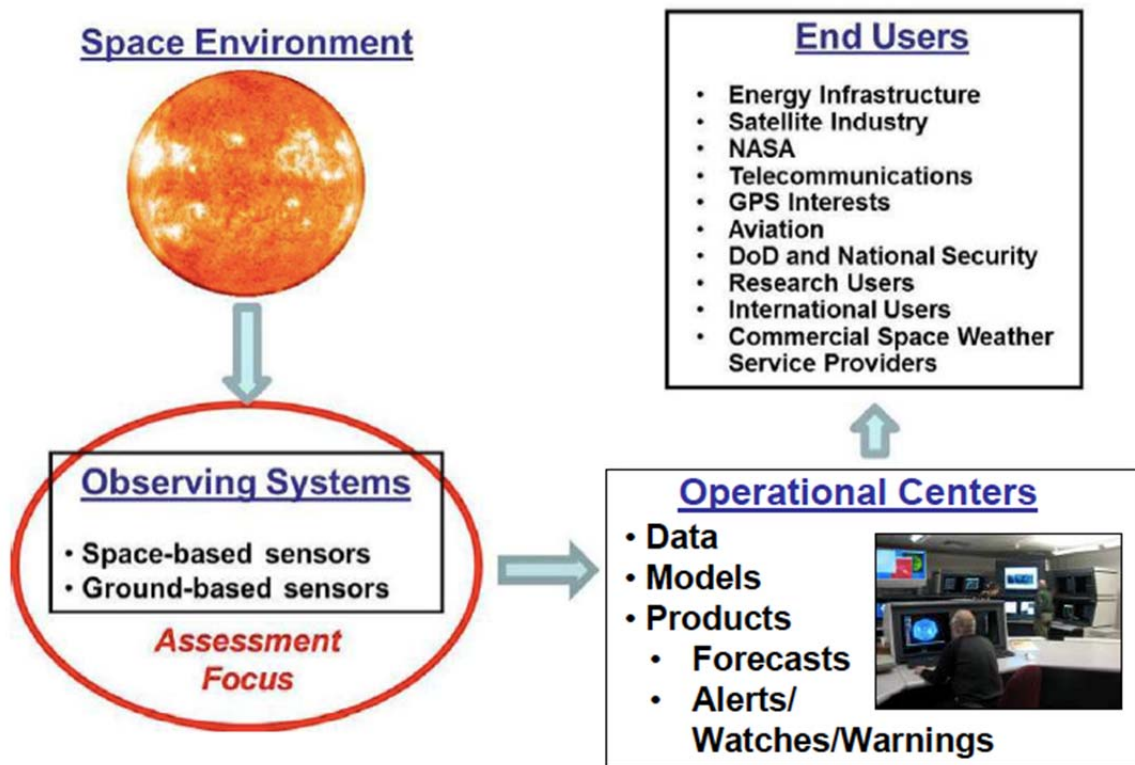 Space Environment
Observing Systems
• Space-based sensors
• Ground-based sensors
Assessment
Focus
Operational Centers
• Data
• Models
• Products
• Forecasts
• Alerts/
Watches/Warnings
End Users
• Energy Infrastructure
• Satellite Industry
• NASA
• Telecommunications
• GPS Interests
• Aviation
• DoD and National Security
• Research Users
• International Users
• Commercial Space Weather
Service Providers